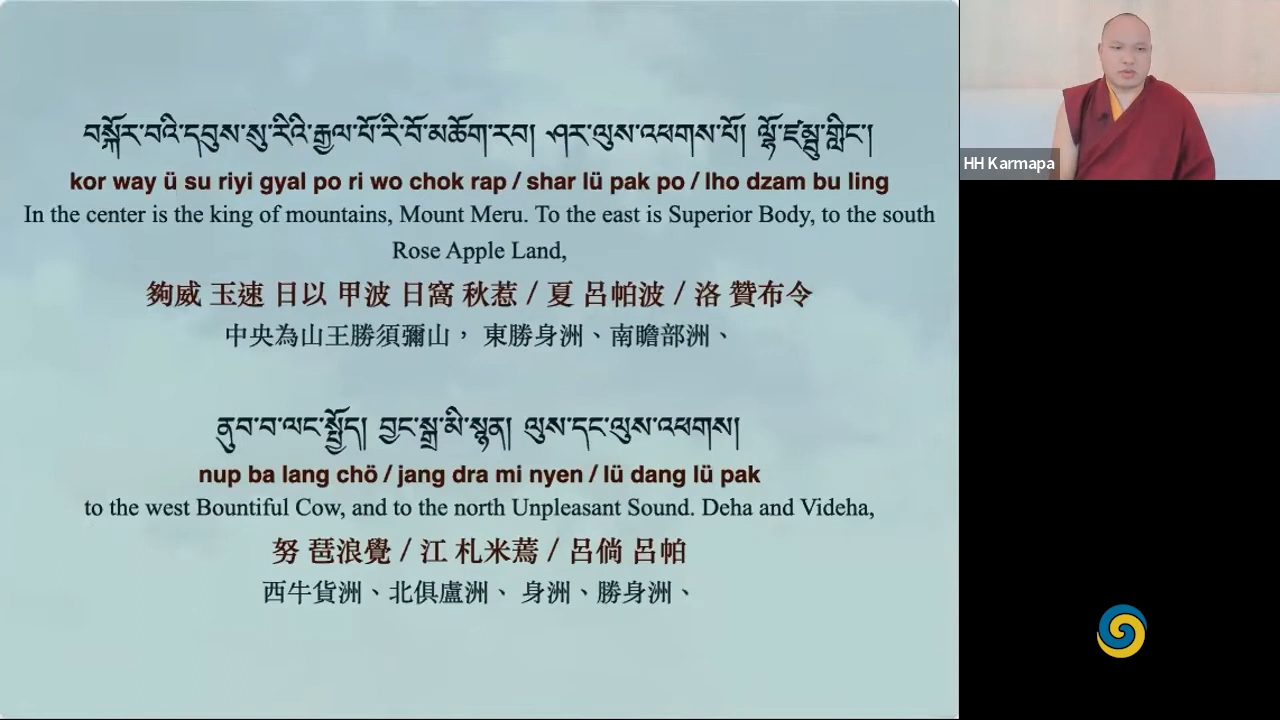 བསྐོར་བའི་དབུས་སུ་རིའི་རྒྱལ་པོ་རི་བོ་མཆོག་རབ། ཤར་ལུས་འཕགས་པོ། ལྷོ་ཛམྦུ་གླིང་།
kor way ü su riyi gyal po ri wo chok rap / shar lü pak po / lho dzam bu ling
In the center is the king of mountains, Mount Meru. To the east is Superior Body, to the south
Rose Apple Land,
夠威 玉速 日以 甲波 日窩 秋惹 / 夏 呂帕波 / 洛 贊布令
中央為山王勝須彌山， 東勝身洲、南瞻部洲、
ནུབ་བ་ལང་སྤྱོད། བྱང་སྒྲ་མི་སྙན། ལུས་དང་ལུས་འཕགས།
nup ba lang chö / jang dra mi nyen / lü dang lü pak
to the west Bountiful Cow, and to the north Unpleasant Sound. Deha and Videha,
努 琶浪覺 / 江 札米蔫 / 呂倘 呂帕
西牛貨洲、北俱盧洲、 身洲、勝身洲、
HH Karmapa